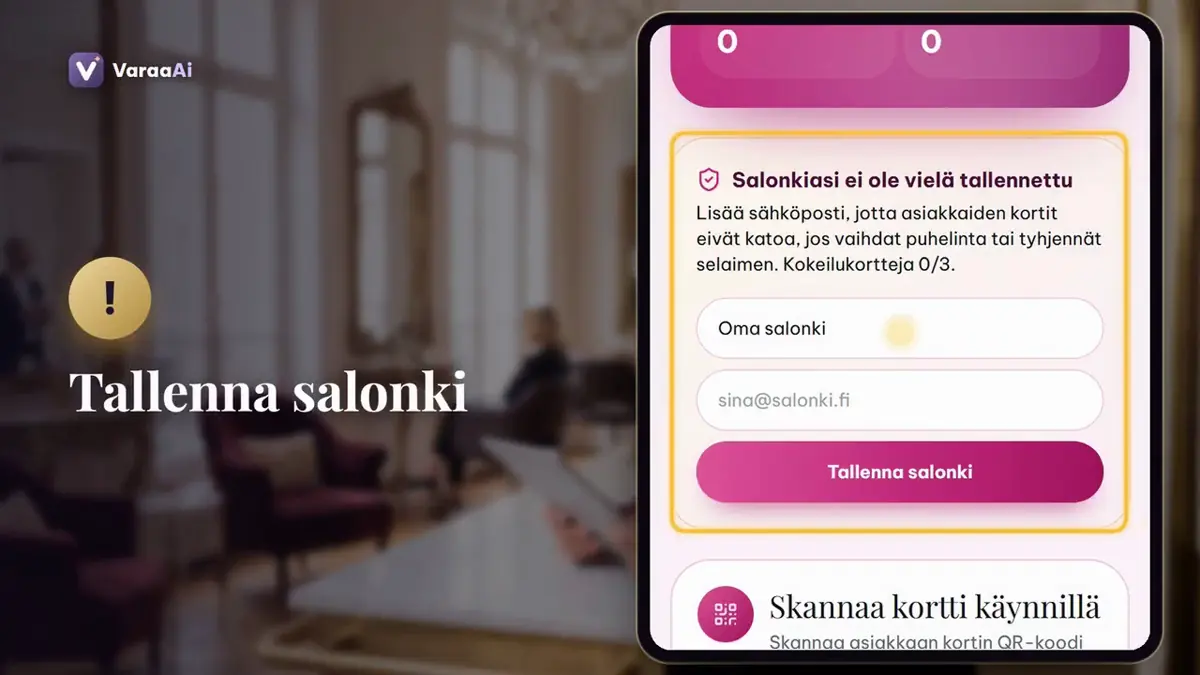 VaraaAi
!
Tallenna salonki
0 0
Salonkiasi ei ole vielä tallennettu
Lisää sähköposti, jotta asiakkaiden kortit
eivät katoa, jos vaihdat puhelinta tai tyhjennät
selaimen. Kokeilukortteja 0/3.
Oma salonki
sina@salonki.fi
Tallenna salonki
Skannaa kortti käynnillä
Skannaa asiakkaan kortin QR-koodi